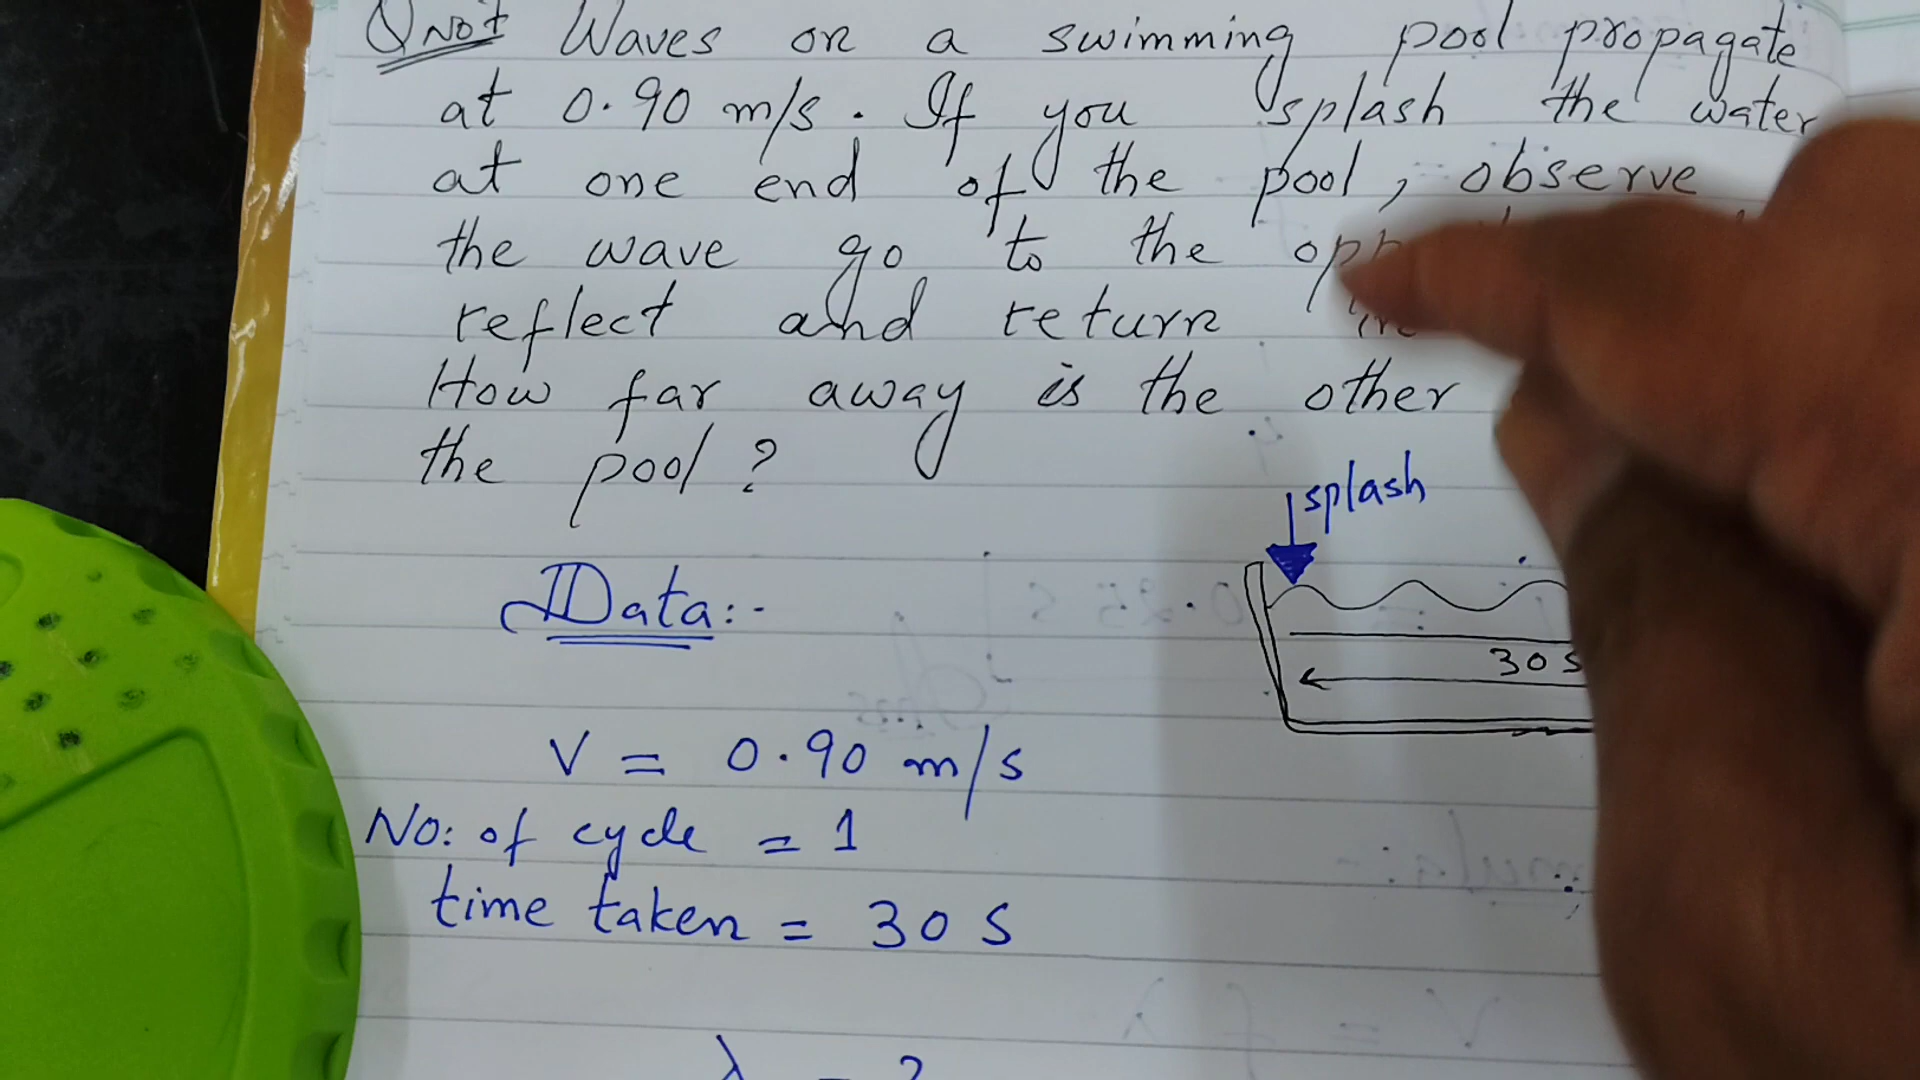 Q No:1 Waves on a swimming pool propagate
at 0.90 m/s. If you splash the water
at one end of the pool, observe
the wave go to the
reflect and return
How far away is the other
the pool ?
splash
Data:-
30 s
V = 0.90 m/s
No: of cycle = 1
time taken = 30 s
λ = ?